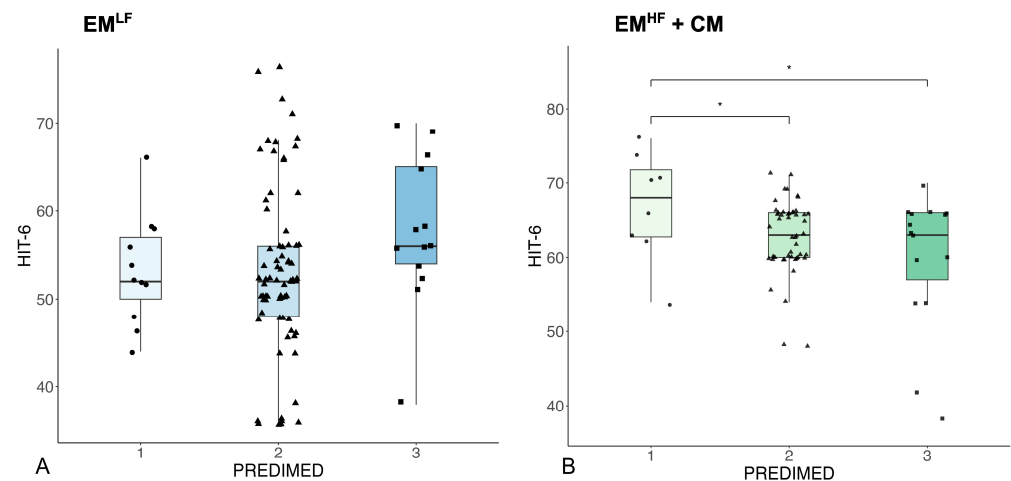 EMLF
HIT-6
70
60
50
40
1 2 3
PREDIMED
A
EMHF + CM
HIT-6
80
70
60
50
40
*
*
1 2 3
PREDIMED
B